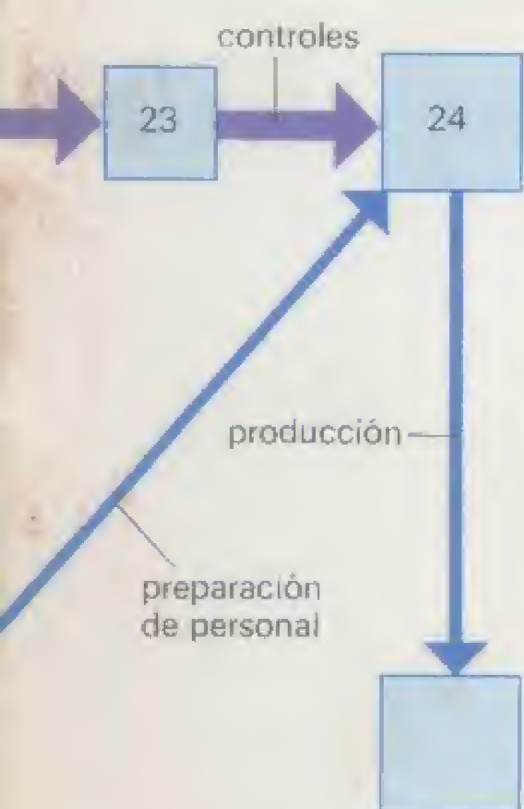 controles
23
24
producción
preparación
de personal